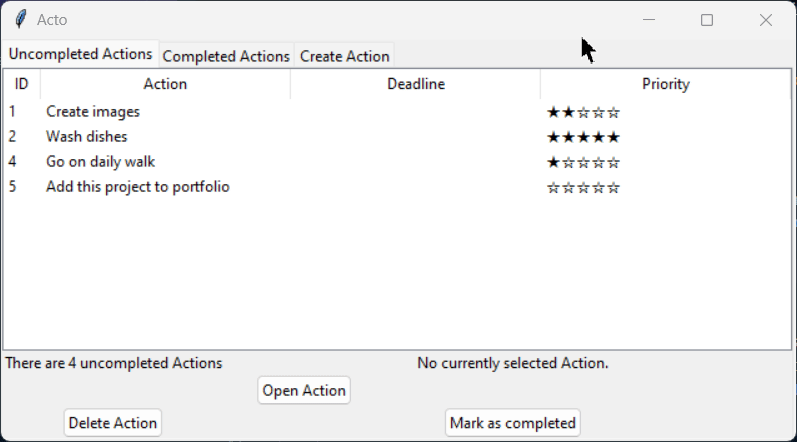 Acto
Uncompleted Actions Completed Actions Create Action
ID Action Deadline Priority
1 Create images ★★☆☆☆
2 Wash dishes ★★★★★
4 Go on daily walk ★☆☆☆☆
5 Add this project to portfolio ☆☆☆☆☆
There are 4 uncompleted Actions No currently selected Action.
Open Action
Delete Action Mark as completed